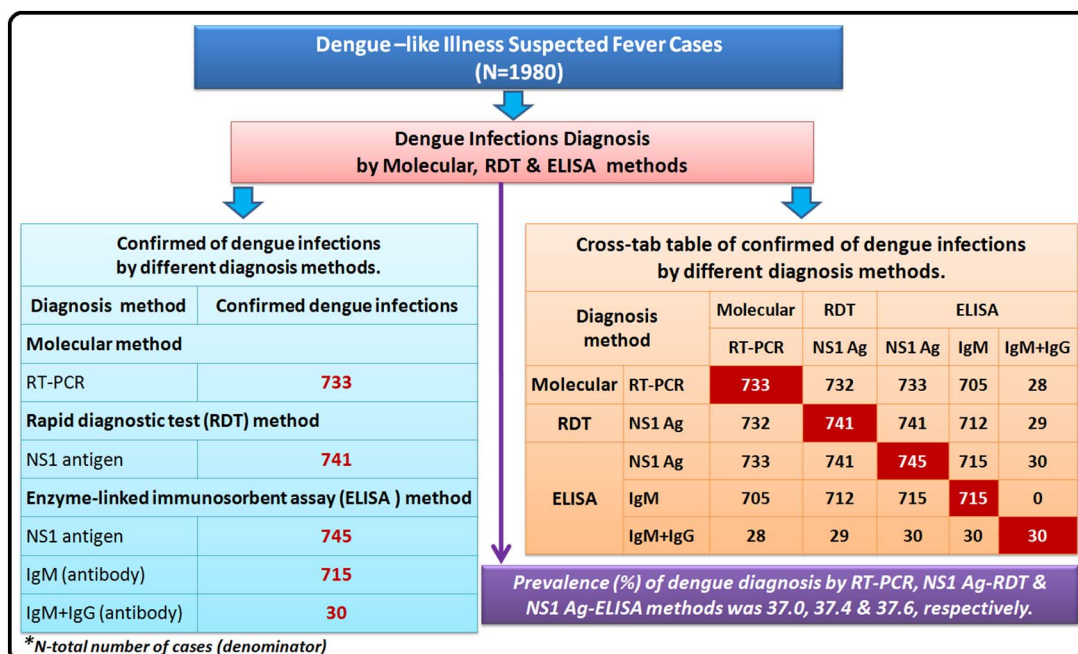 Dengue –like Illness Suspected Fever Cases
(N=1980)
Dengue Infections Diagnosis
by Molecular, RDT & ELISA methods
Confirmed of dengue infections
by different diagnosis methods.
Diagnosis method Confirmed dengue infections
Molecular method
RT-PCR 733
Rapid diagnostic test (RDT) method
NS1 antigen 741
Enzyme-linked immunosorbent assay (ELISA ) method
NS1 antigen 745
IgM (antibody) 715
IgM+IgG (antibody) 30
*N-total number of cases (denominator)
Cross-tab table of confirmed of dengue infections
by different diagnosis methods.
Diagnosis method Molecular RDT ELISA
RT-PCR NS1 Ag NS1 Ag IgM IgM+IgG
Molecular RT-PCR 733 732 733 705 28
RDT NS1 Ag 732 741 741 712 29
ELISA NS1 Ag 733 741 745 715 30
IgM 705 712 715 715 0
IgM+IgG 28 29 30 30 30
Prevalence (%) of dengue diagnosis by RT-PCR, NS1 Ag-RDT &
NS1 Ag-ELISA methods was 37.0, 37.4 & 37.6, respectively.